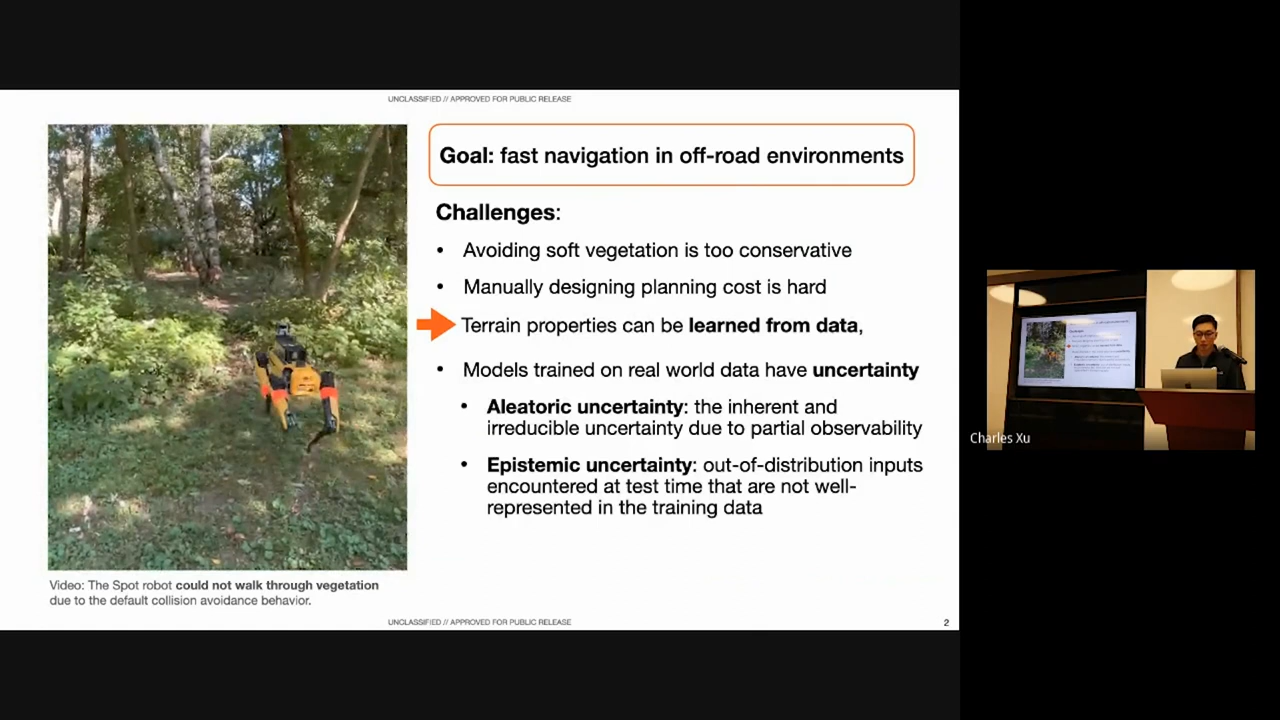 UNCLASSIFIED // APPROVED FOR PUBLIC RELEASE
Goal: fast navigation in off-road environments
Challenges:
• Avoiding soft vegetation is too conservative
• Manually designing planning cost is hard
Terrain properties can be learned from data,
• Models trained on real world data have uncertainty
• Aleatoric uncertainty: the inherent and
irreducible uncertainty due to partial observability
• Epistemic uncertainty: out-of-distribution inputs
encountered at test time that are not well-
represented in the training data
Video: The Spot robot could not walk through vegetation
due to the default collision avoidance behavior.
UNCLASSIFIED // APPROVED FOR PUBLIC RELEASE
2
Charles Xu